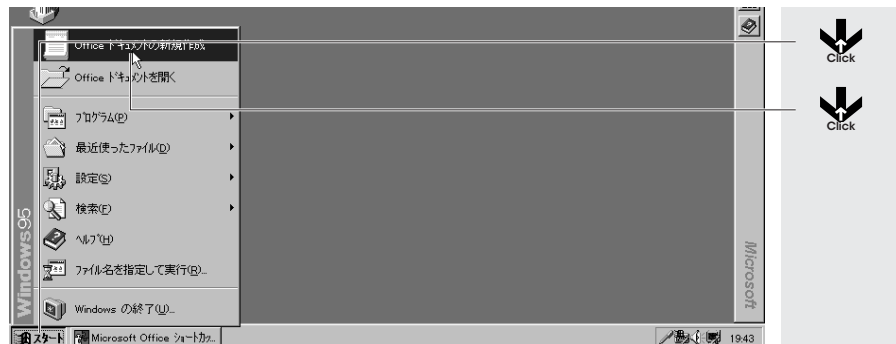 Office ﾄﾞｷｭﾒﾝﾄの新規作成
Office ﾄﾞｷｭﾒﾝﾄを開く
ﾌﾟﾛｸﾞﾗﾑ(P)
最近使ったﾌｧｲﾙ(D)
設定(S)
検索(F)
ﾍﾙﾌﾟ(H)
ﾌｧｲﾙ名を指定して実行(R)...
Windows の終了(U)...
Windows95
Microsoft
スタート
Microsoft Office ｼｮｰﾄｶｯ...
19:43
Click
Click